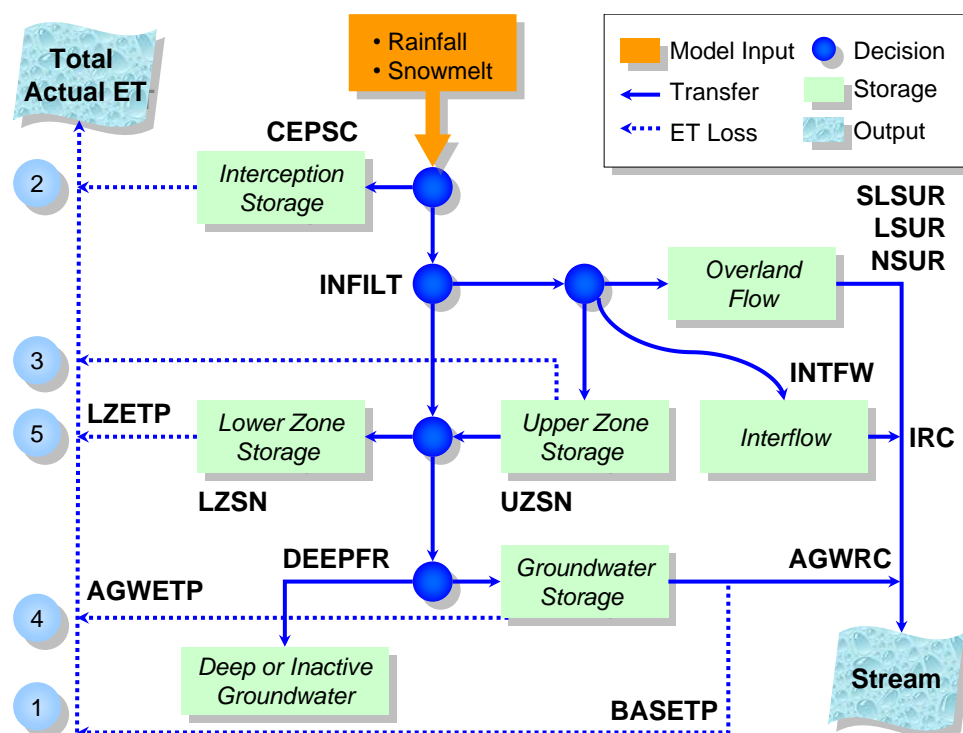 Total
Actual ET
• Rainfall
• Snowmelt
Model Input
Decision
Transfer
Storage
ET Loss
Output
CEPSC
2
Interception
Storage
SLSUR
LSUR
NSUR
INFILT
Overland
Flow
3
INTFW
LZETP
5
Lower Zone
Storage
Upper Zone
Storage
Interflow
IRC
LZSN
UZSN
DEEPFR
Groundwater
Storage
AGWRC
AGWETP
4
Deep or Inactive
Groundwater
Stream
1
BASETP